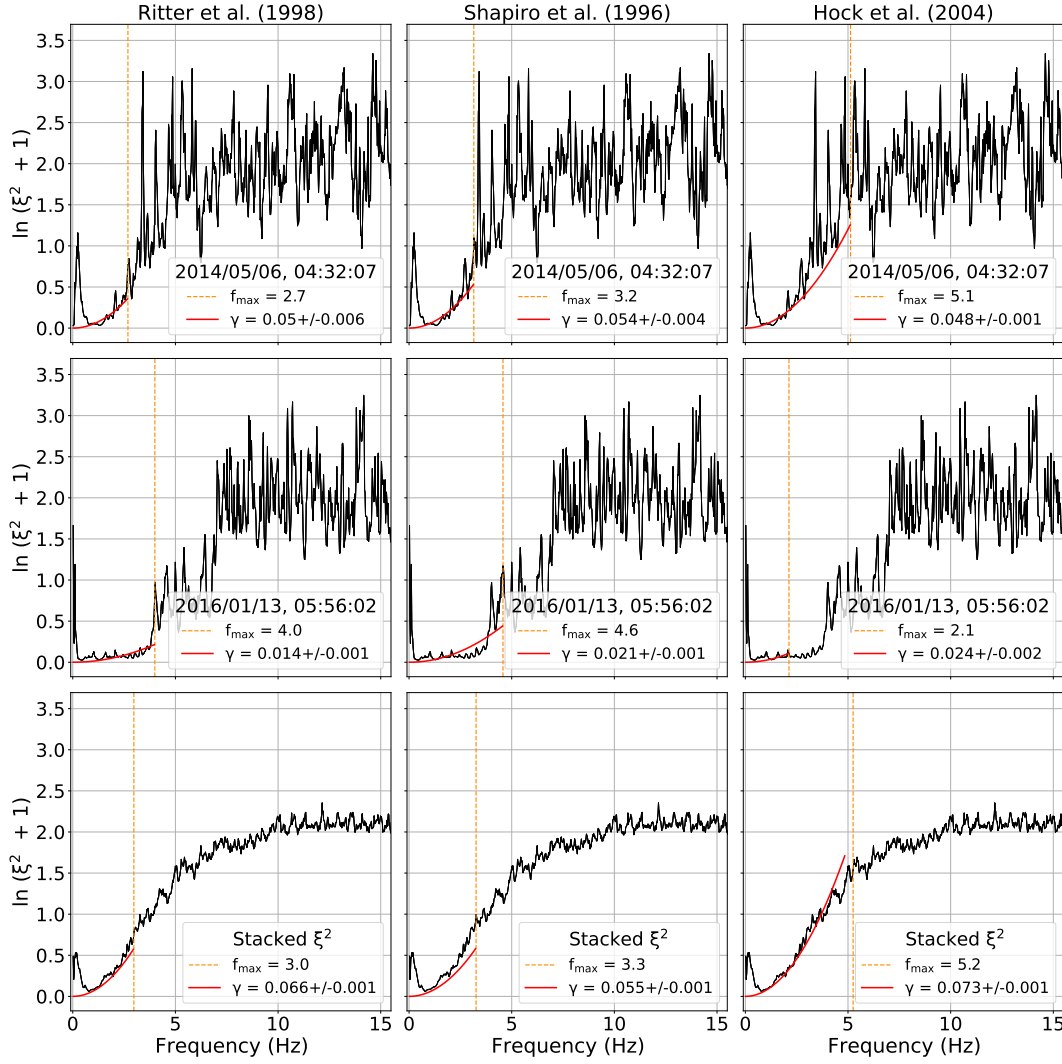 Ritter et al. (1998)
Shapiro et al. (1996)
Hock et al. (2004)
ln (ξ² + 1)
3.5
3.0
2.5
2.0
1.5
1.0
0.5
0.0
2014/05/06, 04:32:07
f_max = 2.7
γ = 0.05+/-0.006
2014/05/06, 04:32:07
f_max = 3.2
γ = 0.054+/-0.004
2014/05/06, 04:32:07
f_max = 5.1
γ = 0.048+/-0.001
ln (ξ² + 1)
3.5
3.0
2.5
2.0
1.5
1.0
0.5
0.0
2016/01/13, 05:56:02
f_max = 4.0
γ = 0.014+/-0.001
2016/01/13, 05:56:02
f_max = 4.6
γ = 0.021+/-0.001
2016/01/13, 05:56:02
f_max = 2.1
γ = 0.024+/-0.002
ln (ξ² + 1)
3.5
3.0
2.5
2.0
1.5
1.0
0.5
0.0
Stacked ξ²
f_max = 3.0
γ = 0.066+/-0.001
Stacked ξ²
f_max = 3.3
γ = 0.055+/-0.001
Stacked ξ²
f_max = 5.2
γ = 0.073+/-0.001
0 5 10 15
0 5 10 15
0 5 10 15
Frequency (Hz)
Frequency (Hz)
Frequency (Hz)